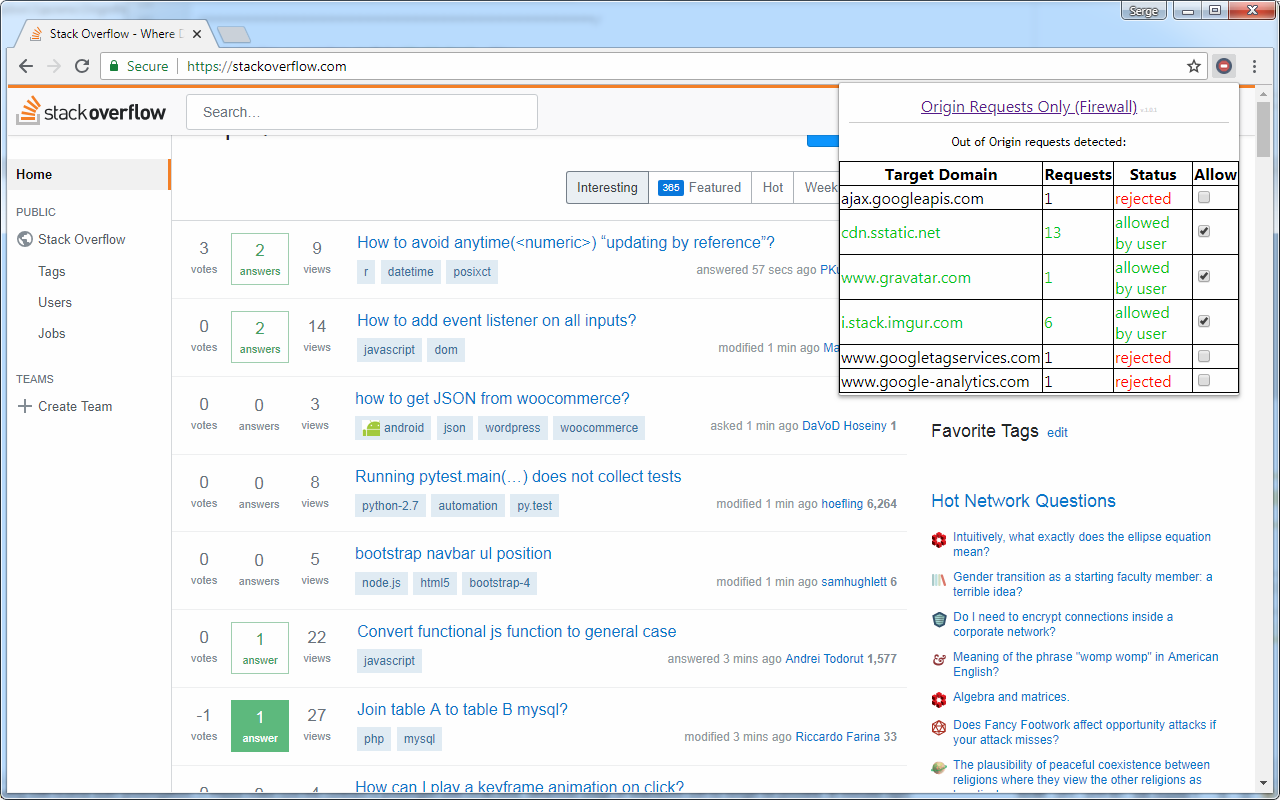 Serge
Stack Overflow - Where D
Secure https://stackoverflow.com
stackoverflow
Search...
Origin Requests Only (Firewall)
Out of Origin requests detected:
Target Domain Requests Status Allow
ajax.googleapis.com 1 rejected
cdn.sstatic.net 13 allowed by user
www.gravatar.com 1 allowed by user
i.stack.imgur.com 6 allowed by user
www.googletagservices.com 1 rejected
www.google-analytics.com 1 rejected
Home
PUBLIC
Stack Overflow
Tags
Users
Jobs
TEAMS
Create Team
Interesting 365 Featured Hot Week
3 votes 2 answers 9 views
How to avoid anytime(<numeric>) “updating by reference”?
r datetime posixct
answered 57 secs ago PKu
0 votes 2 answers 14 views
How to add event listener on all inputs?
javascript dom
modified 1 min ago Ma
0 votes 0 answers 3 views
how to get JSON from woocommerce?
android json wordpress woocommerce
asked 1 min ago DaVoD Hoseiny 1
0 votes 0 answers 8 views
Running pytest.main(…) does not collect tests
python-2.7 automation py.test
modified 1 min ago hoefling 6,264
0 votes 0 answers 5 views
bootstrap navbar ul position
node.js html5 bootstrap-4
modified 1 min ago samhughlett 6
0 votes 1 answer 22 views
Convert functional js function to general case
javascript
answered 3 mins ago Andrei Todorut 1,577
-1 votes 1 answer 27 views
Join table A to table B mysql?
php mysql
modified 3 mins ago Riccardo Farina 33
How can I play a keyframe animation on click?
Favorite Tags edit
Hot Network Questions
Intuitively, what exactly does the ellipse equation
mean?
Gender transition as a starting faculty member: a
terrible idea?
Do I need to encrypt connections inside a
corporate network?
Meaning of the phrase "womp womp" in American
English?
Algebra and matrices.
Does Fancy Footwork affect opportunity attacks if
your attack misses?
The plausibility of peaceful coexistence between
religions where they view the other religions as